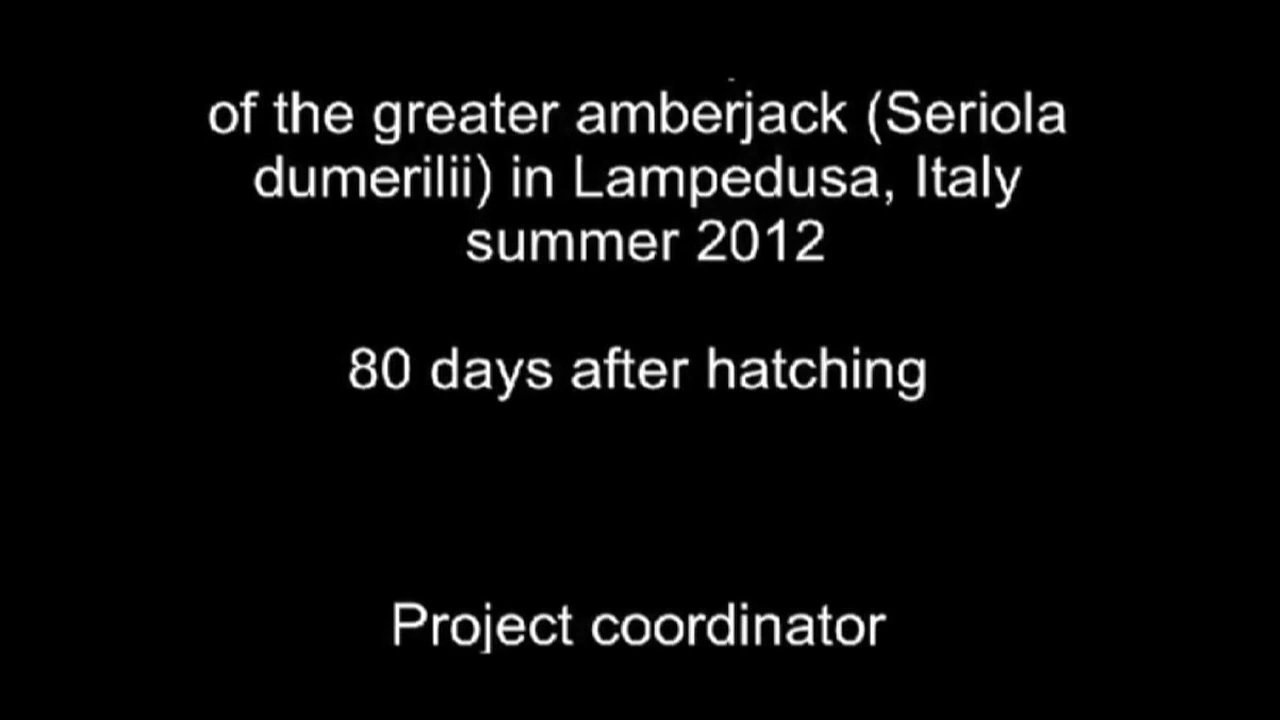 of the greater amberjack (Seriola
dumerilii) in Lampedusa, Italy
summer 2012
80 days after hatching
Project coordinator